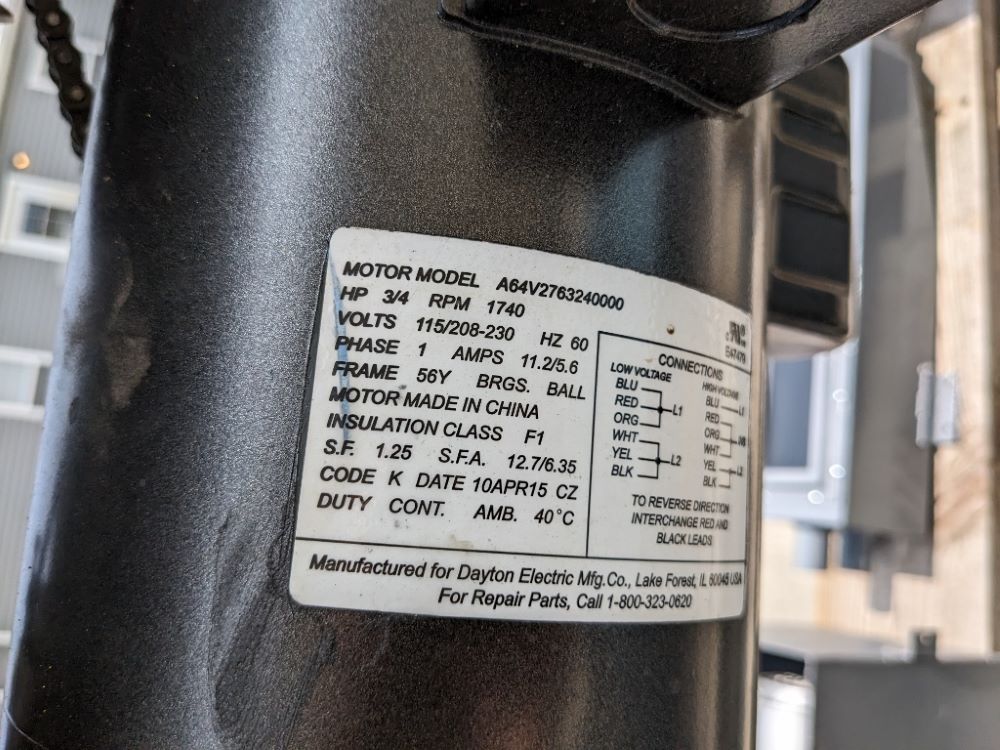 MOTOR MODEL A64V2763240000
HP 3/4 RPM 1740
VOLTS 115/208-230 HZ 60
PHASE 1 AMPS 11.2/5.6
FRAME 56Y BRGS. BALL
MOTOR MADE IN CHINA
INSULATION CLASS F1
S.F. 1.25 S.F.A. 12.7/6.35
CODE K DATE 10APR15 CZ
DUTY CONT. AMB. 40°C
E47479
CONNECTIONS
LOW VOLTAGE
BLU
RED
ORG
L1
WHT
YEL
BLK
L2
HIGH VOLTAGE
BLU
L1
RED
ORG
WHT
YEL
BLK
L2
TO REVERSE DIRECTION
INTERCHANGE RED AND
BLACK LEADS
Manufactured for Dayton Electric Mfg.Co., Lake Forest, IL 60045 USA
For Repair Parts, Call 1-800-323-0620